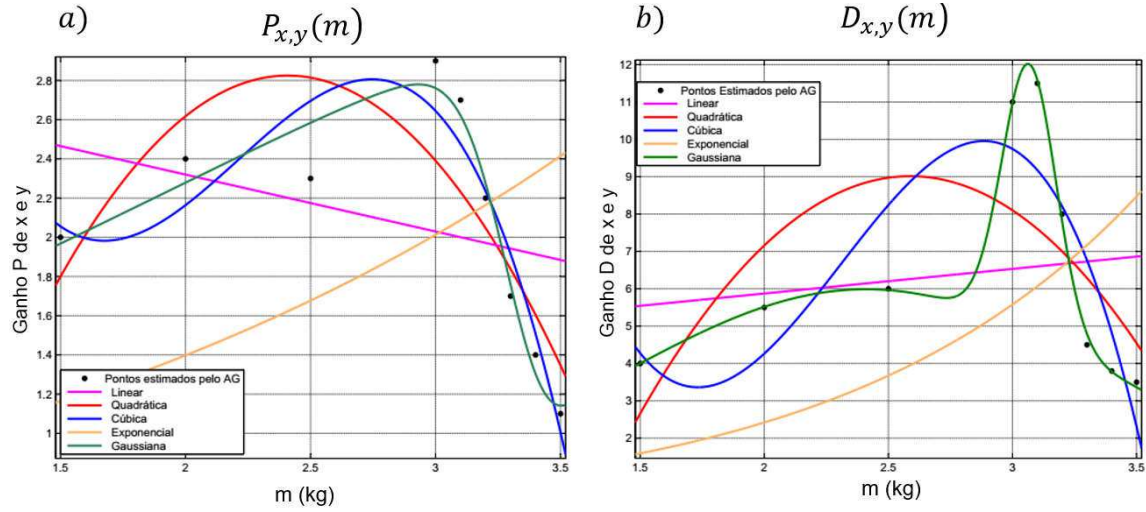 a) P_{x,y}(m)
Ganho P de x e y
2.8
2.6
2.4
2.2
2
1.8
1.6
1.4
1.2
1
Pontos estimados pelo AG
Linear
Quadrática
Cúbica
Exponencial
Gaussiana
1.5 2 2.5 3 3.5
m (kg)
b) D_{x,y}(m)
Ganho D de x e y
12
11
10
9
8
7
6
5
4
3
2
Pontos Estimados pelo AG
Linear
Quadrática
Cúbica
Exponencial
Gaussiana
1.5 2 2.5 3 3.5
m (kg)